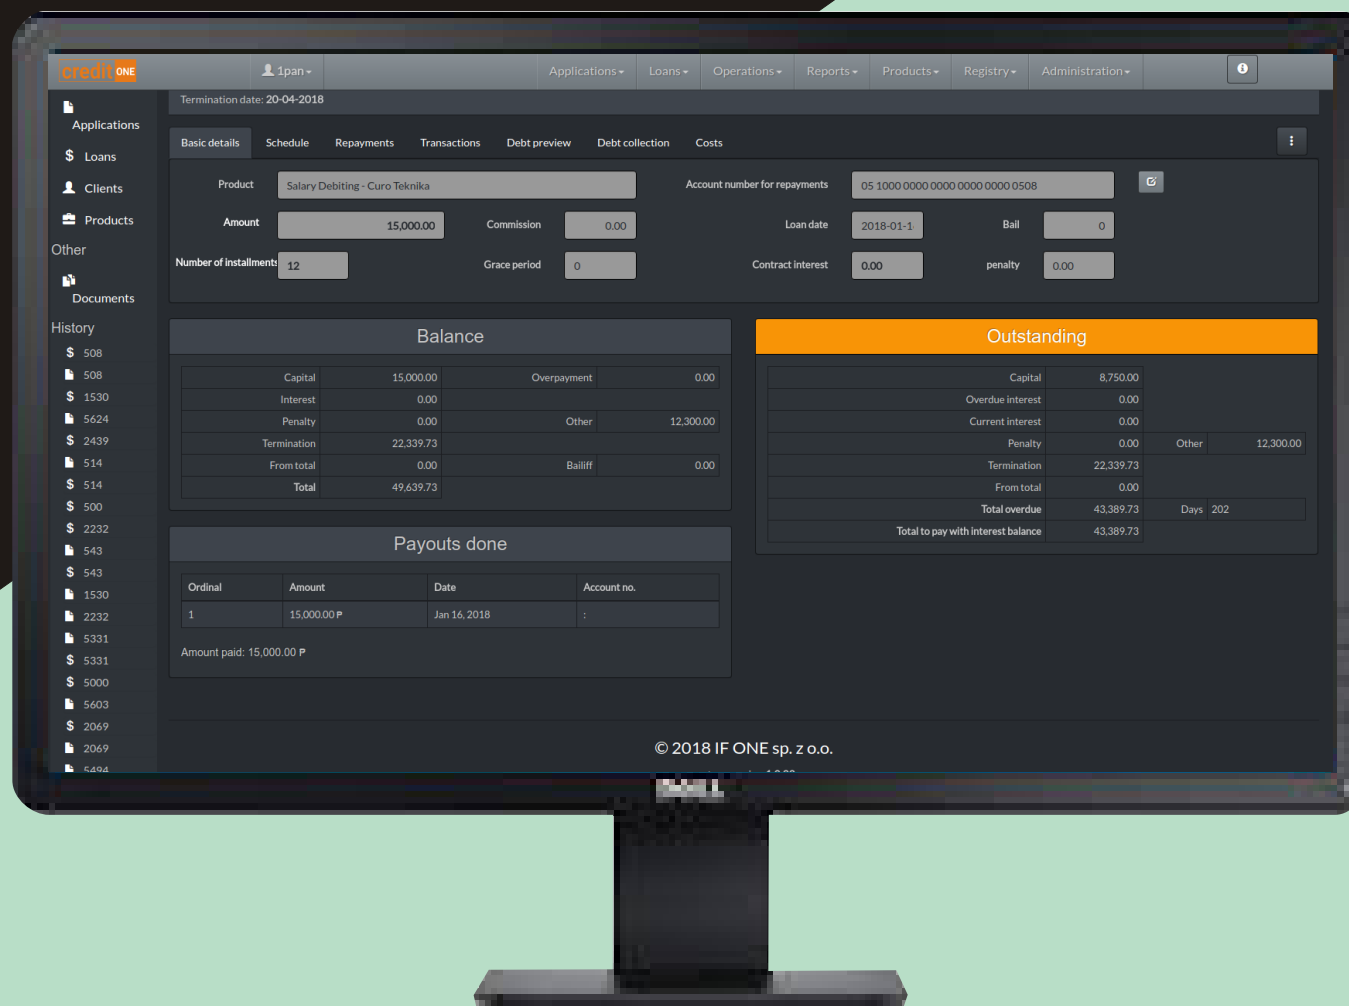 credit ONE
1pan
Applications Loans Operations Reports Products Registry Administration
Termination date: 20-04-2018
Applications
$ Loans
Clients
Products
Other
Documents
History
$ 508
508
$ 1530
5624
$ 2439
514
$ 514
$ 500
$ 2232
543
$ 543
1530
2232
5331
$ 5331
$ 5000
5603
$ 2069
2069
5494
Basic details Schedule Repayments Transactions Debt preview Debt collection Costs
Product Salary Debiting - Curo Teknika Account number for repayments 05 1000 0000 0000 0000 0000 0508
Amount 15,000.00 Commission 0.00 Loan date 2018-01-1 Bail 0
Number of installments 12 Grace period 0 Contract interest 0.00 penalty 0.00
Balance
Capital 15,000.00 Overpayment 0.00
Interest 0.00
Penalty 0.00 Other 12,300.00
Termination 22,339.73
From total 0.00 Bailiff 0.00
Total 49,639.73
Outstanding
Capital 8,750.00
Overdue interest 0.00
Current interest 0.00
Penalty 0.00 Other 12,300.00
Termination 22,339.73
From total 0.00
Total overdue 43,389.73 Days 202
Total to pay with interest balance 43,389.73
Payouts done
Ordinal Amount Date Account no.
1 15,000.00 ₱ Jan 16, 2018 :
Amount paid: 15,000.00 ₱
© 2018 IF ONE sp. z o.o.